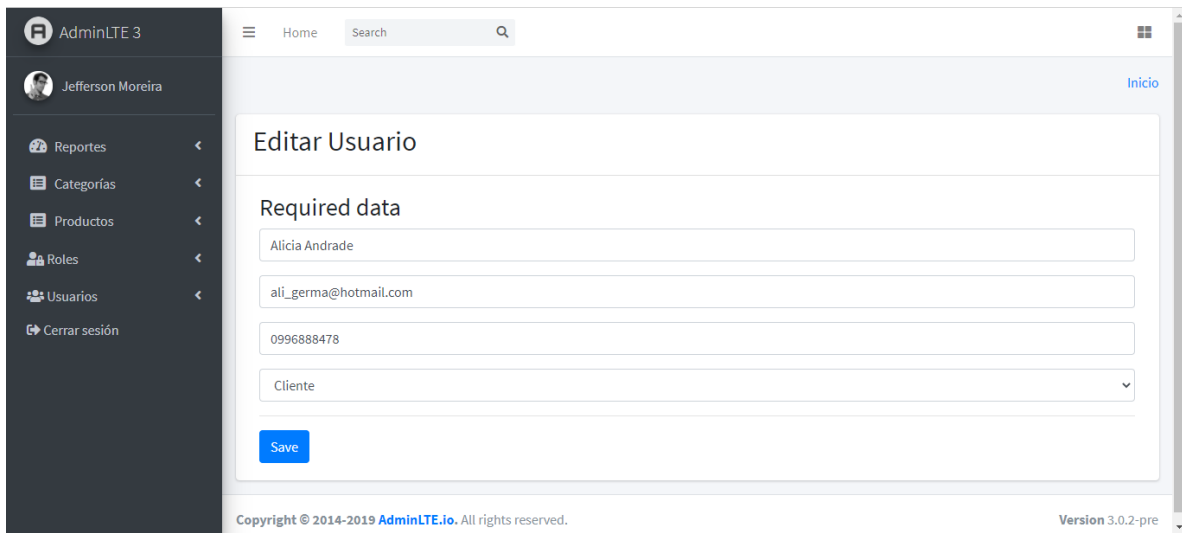 AdminLTE 3
Home
Search
Jefferson Moreira
Inicio
Reportes
Categorías
Productos
Roles
Usuarios
Cerrar sesión
Editar Usuario
Required data
Alicia Andrade
ali_germa@hotmail.com
0996888478
Cliente
Save
Copyright © 2014-2019 AdminLTE.io. All rights reserved.
Version 3.0.2-pre